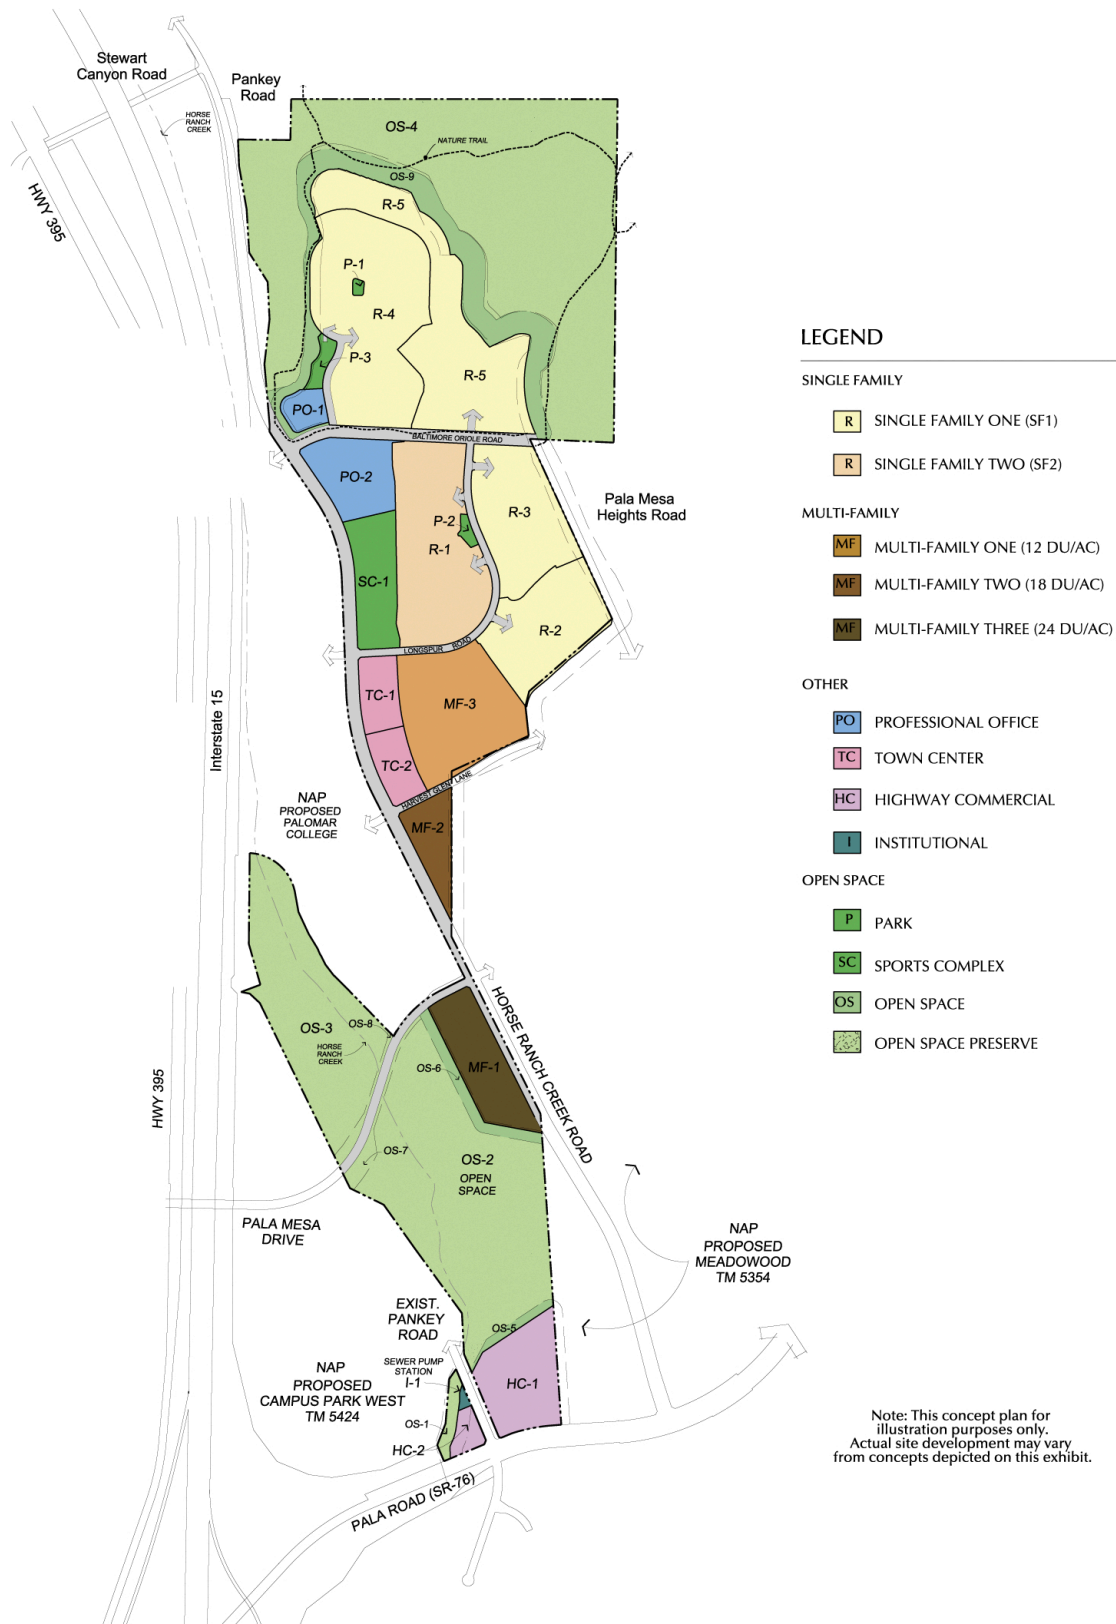 Stewart
Canyon Road
Pankey
Road
HORSE
RANCH
CREEK
HWY 395
OS-4
NATURE TRAIL
OS-9
R-5
P-1
R-4
P-3
R-5
PO-1
BALTIMORE ORIOLE ROAD
PO-2
Pala Mesa
Heights Road
R-3
P-2
R-1
SC-1
R-2
LONGSPUR ROAD
TC-1
MF-3
Interstate 15
TC-2
HARVEST GLEN LANE
NAP
PROPOSED
PALOMAR
COLLEGE
MF-2
HORSE RANCH CREEK ROAD
OS-3
OS-8
HORSE
RANCH
CREEK
OS-6
MF-1
HWY 395
OS-7
OS-2
OPEN
SPACE
PALA MESA
DRIVE
NAP
PROPOSED
MEADOWOOD
TM 5354
EXIST.
PANKEY
ROAD
OS-5
SEWER PUMP
STATION
I-1
NAP
PROPOSED
CAMPUS PARK WEST
TM 5424
HC-1
OS-1
HC-2
PALA ROAD (SR-76)
LEGEND
SINGLE FAMILY
R SINGLE FAMILY ONE (SF1)
R SINGLE FAMILY TWO (SF2)
MULTI-FAMILY
MF MULTI-FAMILY ONE (12 DU/AC)
MF MULTI-FAMILY TWO (18 DU/AC)
MF MULTI-FAMILY THREE (24 DU/AC)
OTHER
PO PROFESSIONAL OFFICE
TC TOWN CENTER
HC HIGHWAY COMMERCIAL
I INSTITUTIONAL
OPEN SPACE
P PARK
SC SPORTS COMPLEX
OS OPEN SPACE
OPEN SPACE PRESERVE
Note: This concept plan for
illustration purposes only.
Actual site development may vary
from concepts depicted on this exhibit.